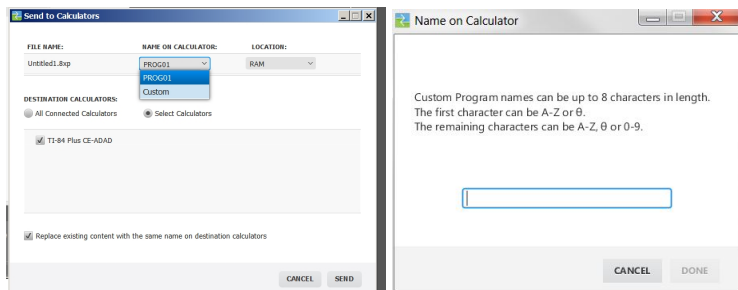 Send to Calculators
FILE NAME: NAME ON CALCULATOR: LOCATION:
Untitled1.8xp PROG01 RAM
PROG01
Custom
DESTINATION CALCULATORS:
All Connected Calculators Select Calculators
TI-84 Plus CE-ADAD
Replace existing content with the same name on destination calculators
CANCEL SEND
Name on Calculator
Custom Program names can be up to 8 characters in length.
The first character can be A-Z or θ.
The remaining characters can be A-Z, θ or 0-9.
CANCEL DONE